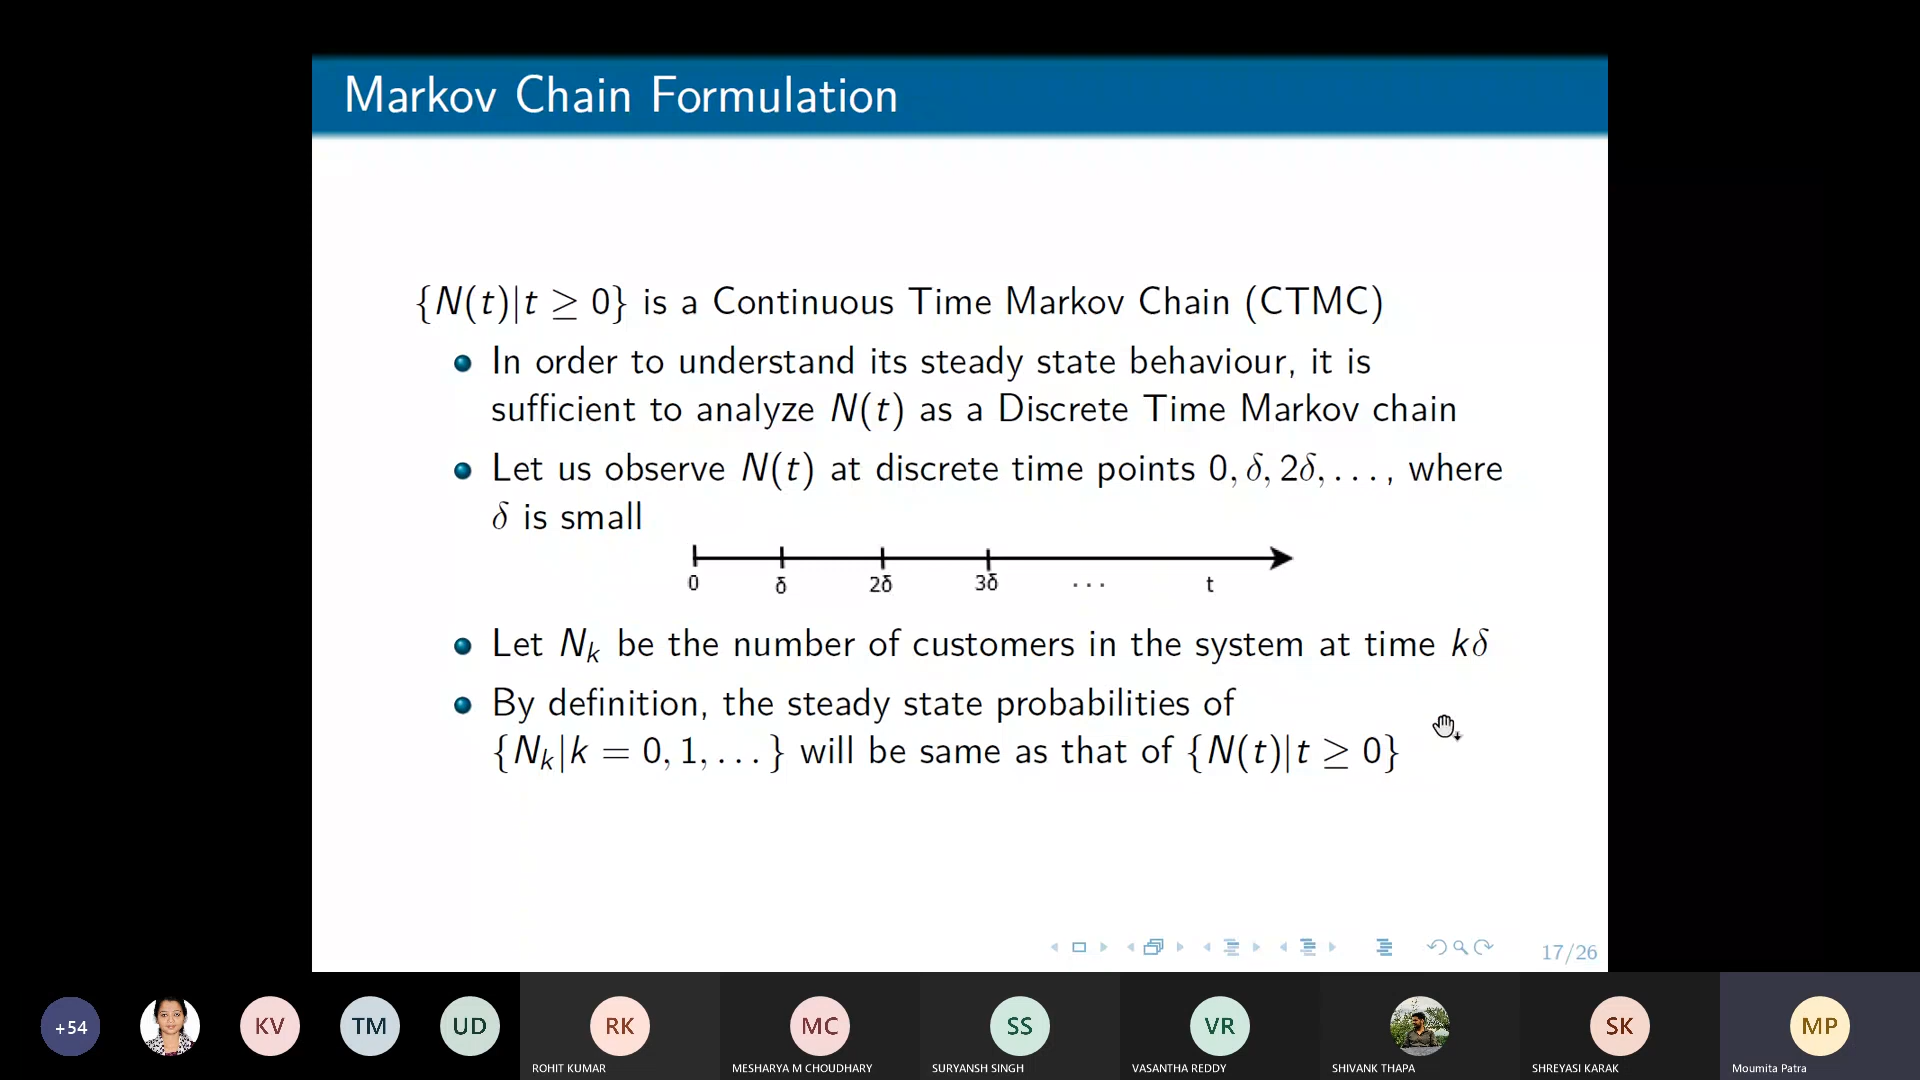 Markov Chain Formulation
{N(t)|t ≥ 0} is a Continuous Time Markov Chain (CTMC)
In order to understand its steady state behaviour, it is
sufficient to analyze N(t) as a Discrete Time Markov chain
Let us observe N(t) at discrete time points 0, δ, 2δ, . . . , where
δ is small
0 δ 2δ 3δ . . . t
Let N_k be the number of customers in the system at time kδ
By definition, the steady state probabilities of
{N_k|k = 0, 1, . . . } will be same as that of {N(t)|t ≥ 0}
17/26
+54 KV TM UD RK MC SS VR SK MP
ROHIT KUMAR MESHARYA M CHOUDHARY SURYANSH SINGH VASANTHA REDDY SHIVANK THAPA SHREYASI KARAK Moumita Patra